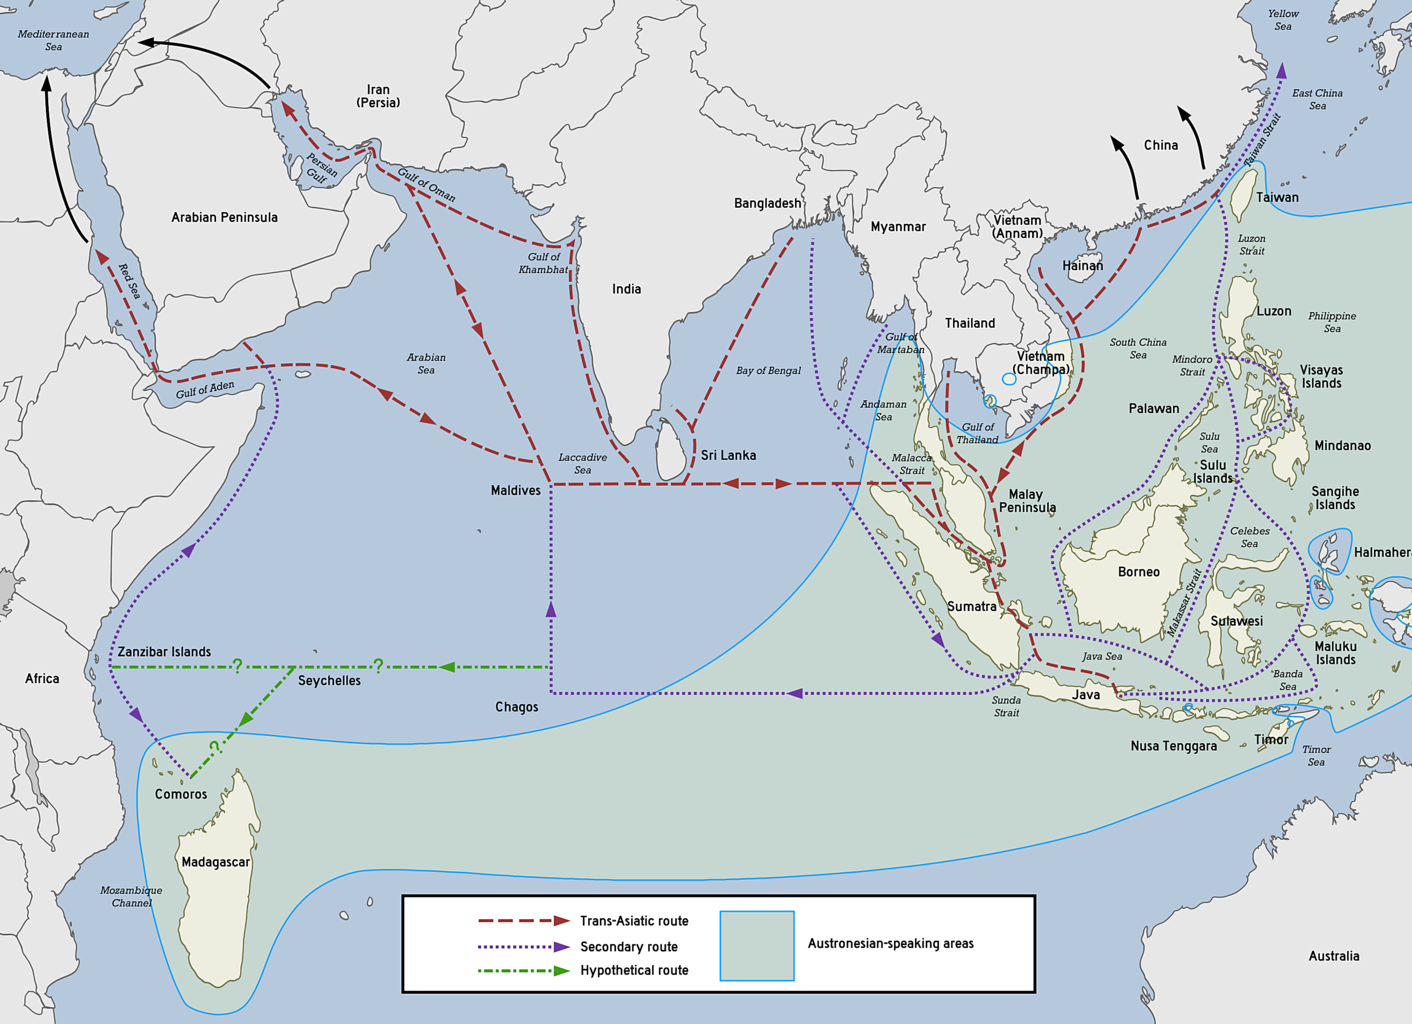 Yellow
Sea
Mediterranean
Sea
Iran
(Persia)
East China
Sea
China
Taiwan Strait
Persian
Gulf
Gulf of Oman
Arabian Peninsula
Bangladesh
Taiwan
Vietnam
(Annam)
Myanmar
Luzon
Strait
Gulf of
Khambhat
Hainan
Red Sea
India
Luzon
Philippine
Sea
Thailand
Gulf of
Martaban
South China
Sea
Arabian
Sea
Vietnam
(Champa)
Mindoro
Strait
Bay of Bengal
Visayas
Islands
Gulf of Aden
Andaman
Sea
Palawan
Gulf of
Thailand
Sulu
Sea
Mindanao
Sri Lanka
Laccadive
Sea
Malacca
Strait
Sulu
Islands
Maldives
Malay
Peninsula
Sangihe
Islands
Celebes
Sea
Halmahera
Borneo
Makassar Strait
Sumatra
Sulawesi
Zanzibar Islands
Maluku
Islands
Java Sea
? ?
Africa
Seychelles
Banda
Sea
Java
Chagos
Sunda
Strait
?
Nusa Tenggara
Timor
Timor
Sea
Comoros
Madagascar
Mozambique
Channel
Trans-Asiatic route
Secondary route
Hypothetical route
Austronesian-speaking areas
Australia